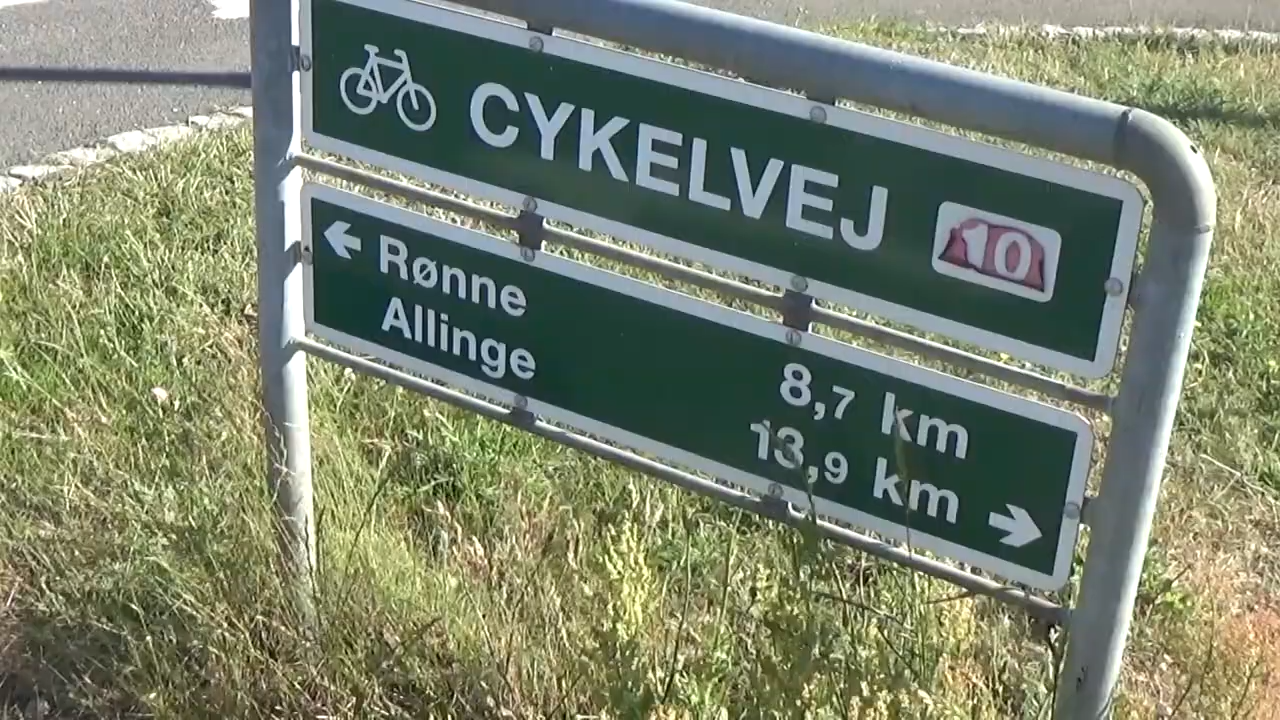 CYKELVEJ 10
← Rønne 8,7 km
Allinge 13,9 km →